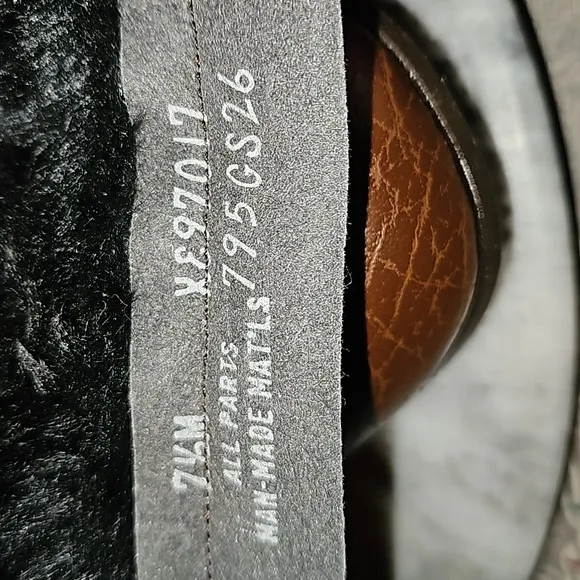 7½M XE97017
ALL PARTS 795GS26
MAN-MADE MAT'LS